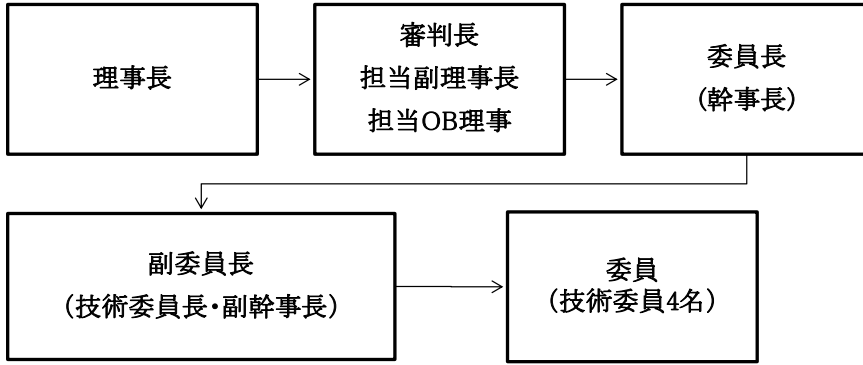 理事長
審判長
担当副理事長
担当OB理事
委員長
(幹事長)
副委員長
(技術委員長・副幹事長)
委員
(技術委員4名)